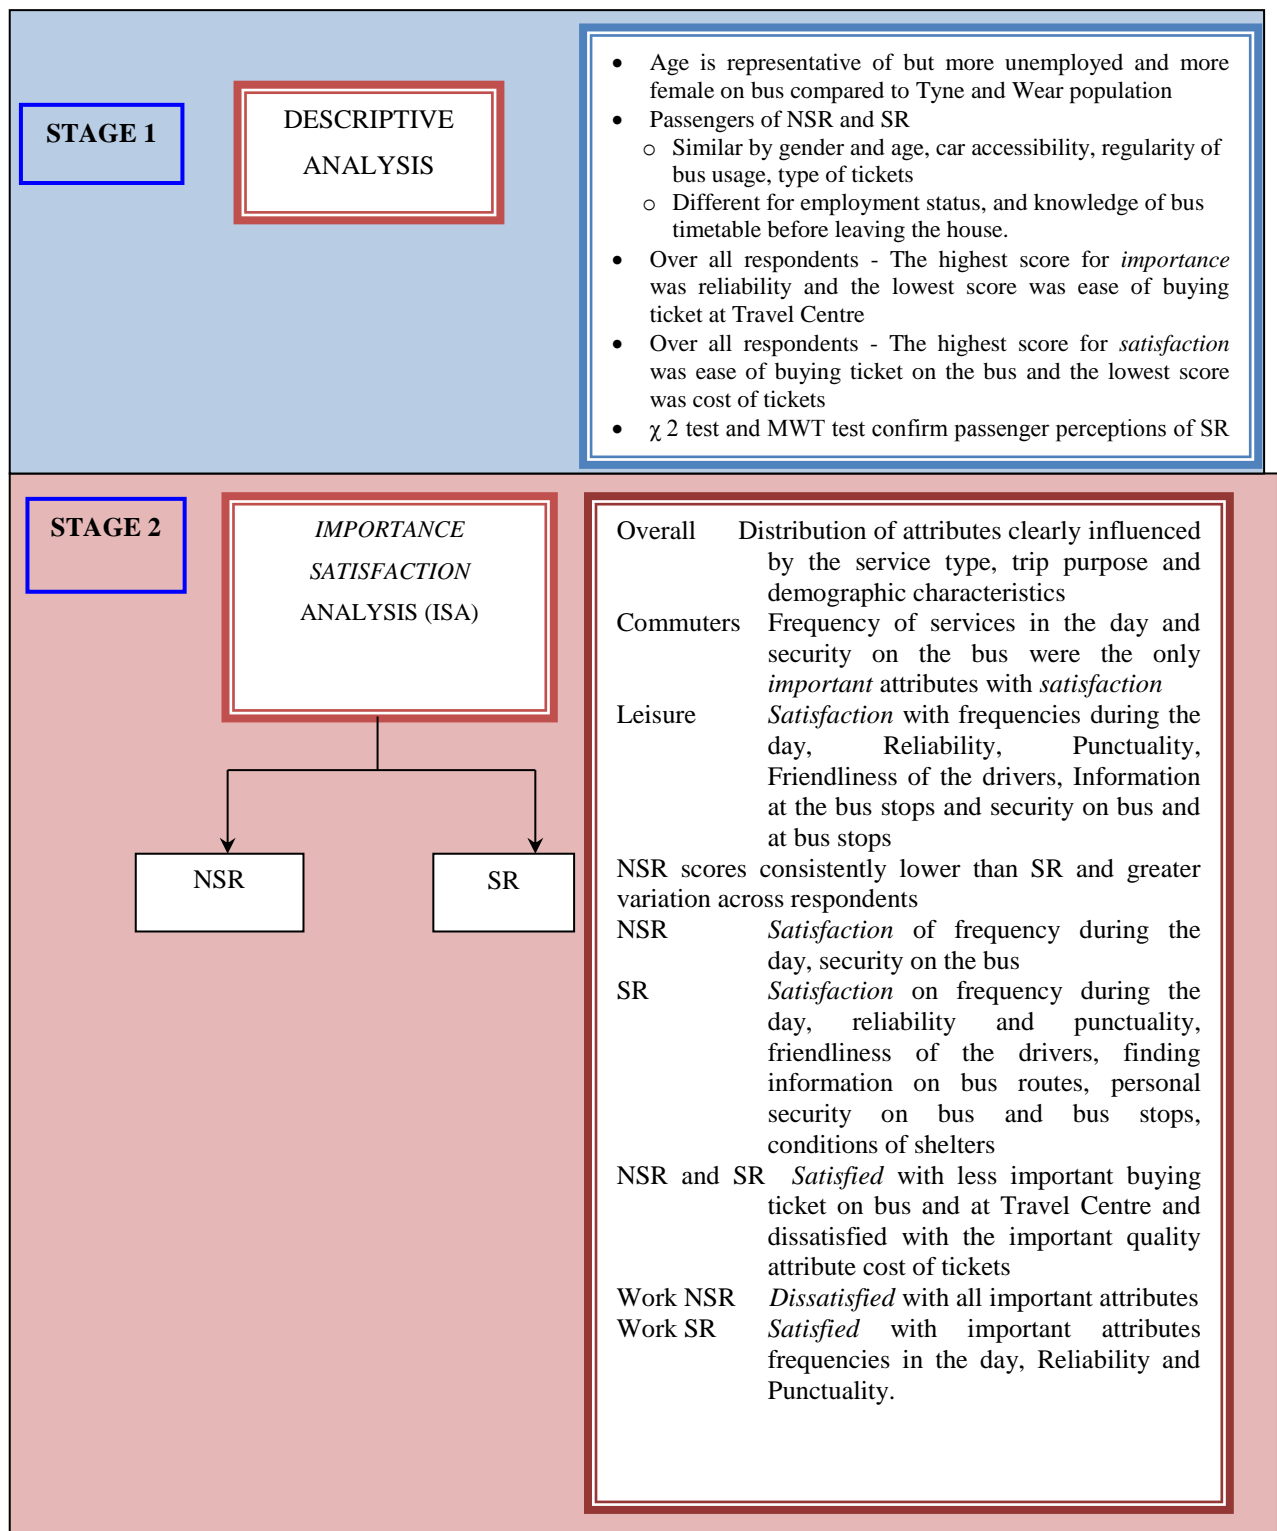 STAGE 1
DESCRIPTIVE
ANALYSIS
• Age is representative of but more unemployed and more
female on bus compared to Tyne and Wear population
• Passengers of NSR and SR
o Similar by gender and age, car accessibility, regularity of
bus usage, type of tickets
o Different for employment status, and knowledge of bus
timetable before leaving the house.
• Over all respondents - The highest score for importance
was reliability and the lowest score was ease of buying
ticket at Travel Centre
• Over all respondents - The highest score for satisfaction
was ease of buying ticket on the bus and the lowest score
was cost of tickets
• χ 2 test and MWT test confirm passenger perceptions of SR
STAGE 2
IMPORTANCE
SATISFACTION
ANALYSIS (ISA)
NSR
SR
Overall Distribution of attributes clearly influenced
by the service type, trip purpose and
demographic characteristics
Commuters Frequency of services in the day and
security on the bus were the only
important attributes with satisfaction
Leisure Satisfaction with frequencies during the
day, Reliability, Punctuality,
Friendliness of the drivers, Information
at the bus stops and security on bus and
at bus stops
NSR scores consistently lower than SR and greater
variation across respondents
NSR Satisfaction of frequency during the
day, security on the bus
SR Satisfaction on frequency during the
day, reliability and punctuality,
friendliness of the drivers, finding
information on bus routes, personal
security on bus and bus stops,
conditions of shelters
NSR and SR Satisfied with less important buying
ticket on bus and at Travel Centre and
dissatisfied with the important quality
attribute cost of tickets
Work NSR Dissatisfied with all important attributes
Work SR Satisfied with important attributes
frequencies in the day, Reliability and
Punctuality.